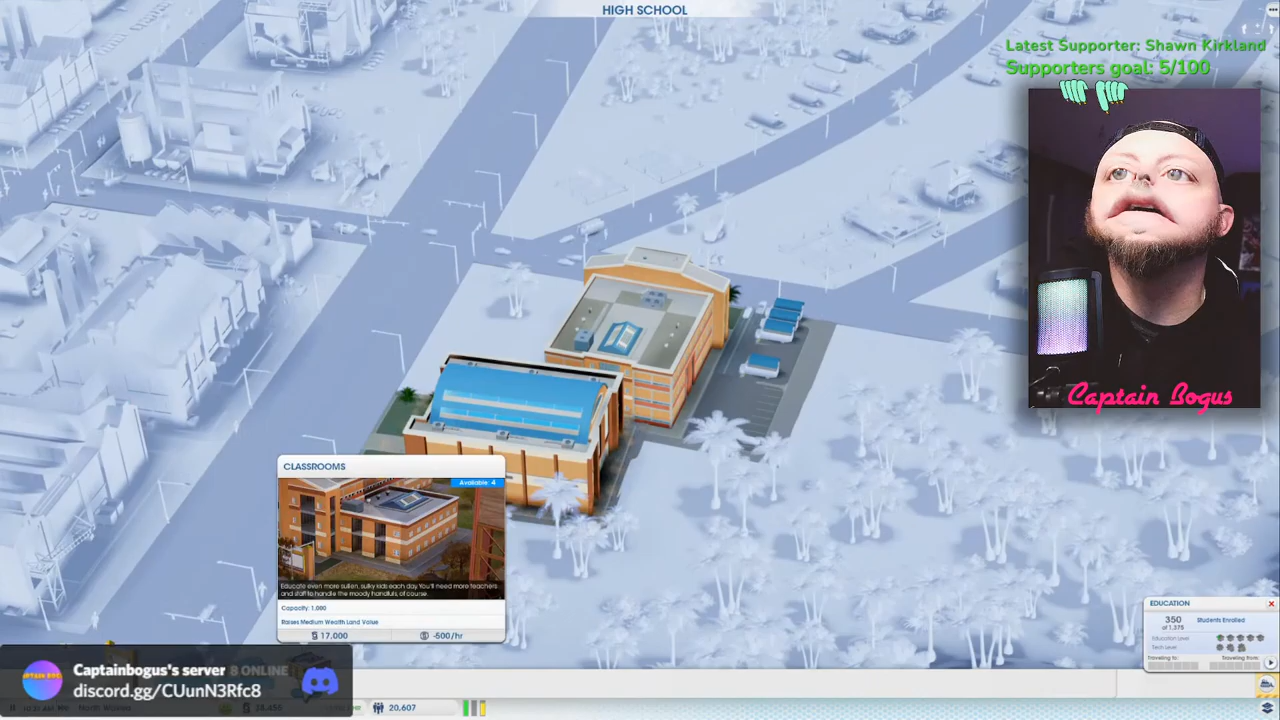 HIGH SCHOOL
Latest Supporter: Shawn Kirkland
Supporters goal: 5/100
Captain Bogus
CLASSROOMS
Available: 4
Educate even more sullen, sulky kids each day. You'll need more teachers
and staff to handle the moody handfuls, of course.
Capacity: 1,000
Raises Medium Wealth Land Value
17,000
-500/hr
EDUCATION
350
of 1,375
Students Enrolled
Education Level
Tech Level
Traveling to:
Traveling from:
Captainbogus's server 8 ONLINE
discord.gg/CUunN3Rfc8
20,607